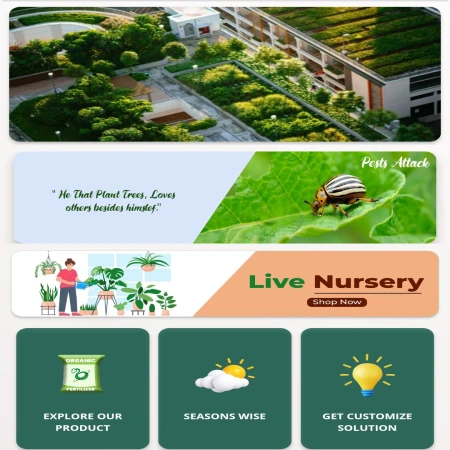 " He That Plant Trees, Loves
others besides himslef."
Pests Attack
Live Nursery
Shop Now
ORGANIC
FERTILIZER
EXPLORE OUR
PRODUCT
SEASONS WISE
GET CUSTOMIZE
SOLUTION